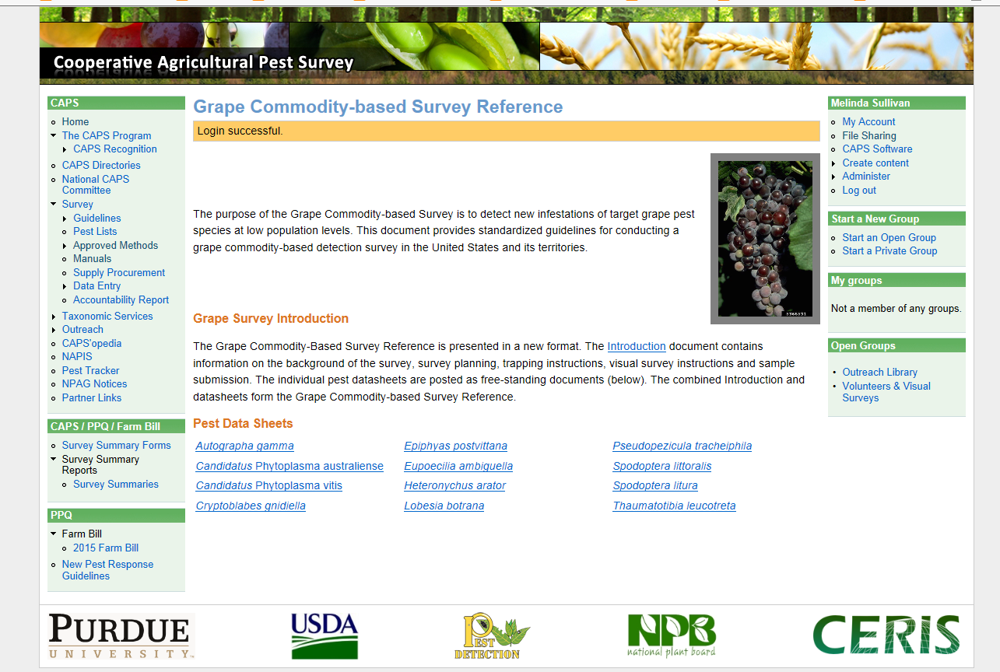 Cooperative Agricultural Pest Survey
CAPS
Home
The CAPS Program
CAPS Recognition
CAPS Directories
National CAPS
Committee
Survey
Guidelines
Pest Lists
Approved Methods
Manuals
Supply Procurement
Data Entry
Accountability Report
Taxonomic Services
Outreach
CAPS'opedia
NAPIS
Pest Tracker
NPAG Notices
Partner Links
CAPS / PPQ / Farm Bill
Survey Summary Forms
Survey Summary
Reports
Survey Summaries
PPQ
Farm Bill
2015 Farm Bill
New Pest Response
Guidelines
Grape Commodity-based Survey Reference
Login successful.
The purpose of the Grape Commodity-based Survey is to detect new infestations of target grape pest
species at low population levels. This document provides standardized guidelines for conducting a
grape commodity-based detection survey in the United States and its territories.
5366531
Grape Survey Introduction
The Grape Commodity-Based Survey Reference is presented in a new format. The Introduction document contains
information on the background of the survey, survey planning, trapping instructions, visual survey instructions and sample
submission. The individual pest datasheets are posted as free-standing documents (below). The combined Introduction and
datasheets form the Grape Commodity-based Survey Reference.
Pest Data Sheets
Autographa gamma
Candidatus Phytoplasma australiense
Candidatus Phytoplasma vitis
Cryptoblabes gnidiella
Epiphyas postvittana
Eupoecilia ambiguella
Heteronychus arator
Lobesia botrana
Pseudopezicula tracheiphila
Spodoptera littoralis
Spodoptera litura
Thaumatotibia leucotreta
Melinda Sullivan
My Account
File Sharing
CAPS Software
Create content
Administer
Log out
Start a New Group
Start an Open Group
Start a Private Group
My groups
Not a member of any groups.
Open Groups
Outreach Library
Volunteers & Visual
Surveys
PURDUE
UNIVERSITY
USDA
PEST
DETECTION
NPB
national plant board
CERIS